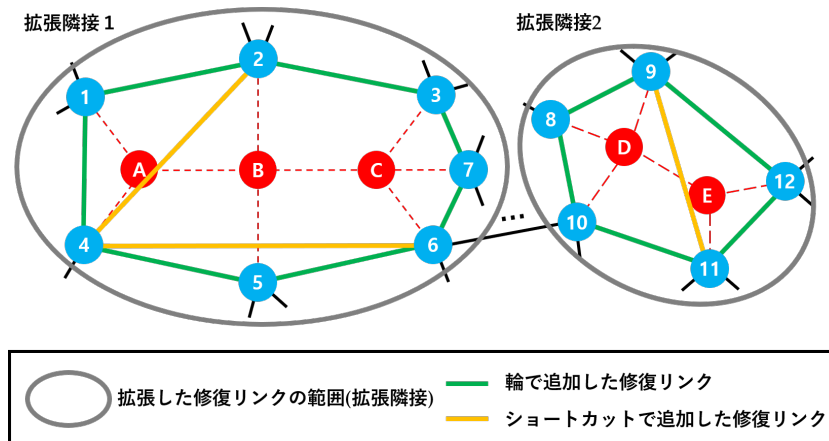 拡張隣接1
拡張隣接2
2
9
1
3
8
D
A
B
C
7
12
E
10
4
6
...
5
11
拡張した修復リンクの範囲(拡張隣接)
輪で追加した修復リンク
ショートカットで追加した修復リンク